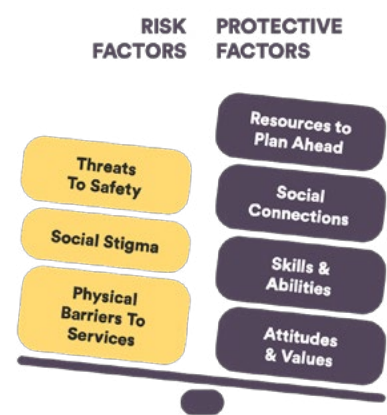 RISK
FACTORS
PROTECTIVE
FACTORS
Threats
To Safety
Social Stigma
Physical
Barriers To
Services
Resources to
Plan Ahead
Social
Connections
Skills &
Abilities
Attitudes
& Values